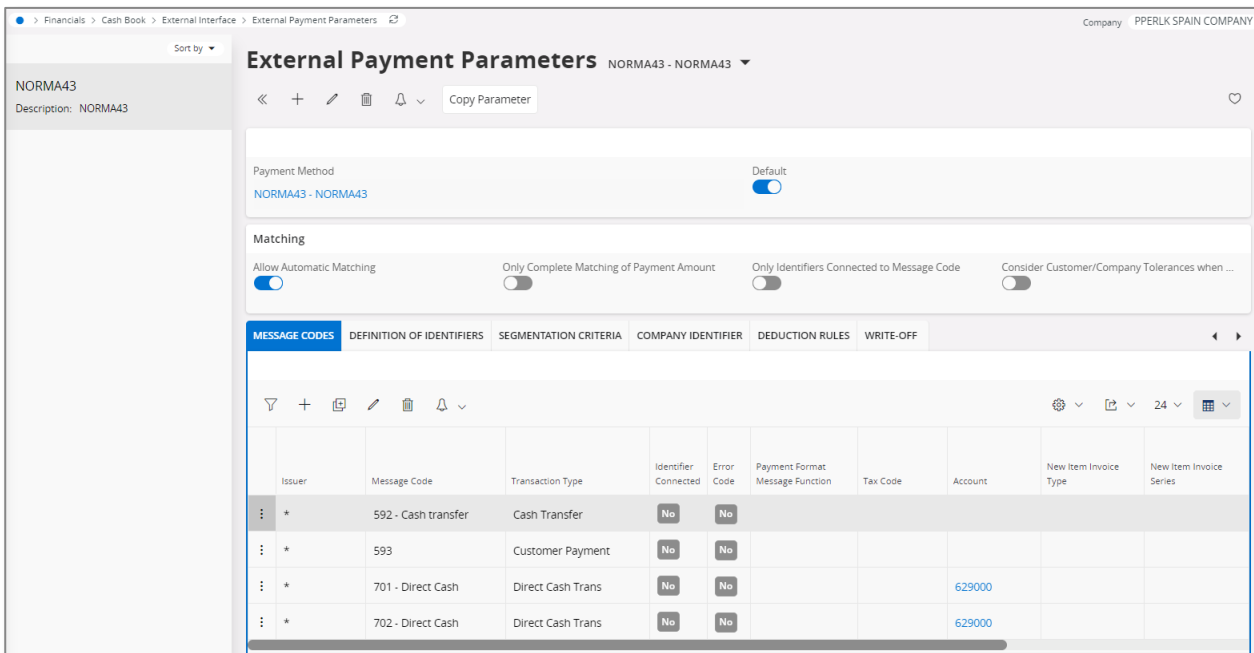 > Financials > Cash Book > External Interface > External Payment Parameters
Company PPERLK SPAIN COMPANY
Sort by
NORMA43
Description: NORMA43
External Payment Parameters NORMA43 - NORMA43
Copy Parameter
Payment Method
Default
NORMA43 - NORMA43
Matching
Allow Automatic Matching
Only Complete Matching of Payment Amount
Only Identifiers Connected to Message Code
Consider Customer/Company Tolerances when ...
MESSAGE CODES DEFINITION OF IDENTIFIERS SEGMENTATION CRITERIA COMPANY IDENTIFIER DEDUCTION RULES WRITE-OFF
24
Issuer Message Code Transaction Type Identifier Connected Error Code Payment Format Message Function Tax Code Account New Item Invoice Type New Item Invoice Series
* 592 - Cash transfer Cash Transfer No No
* 593 Customer Payment No No
* 701 - Direct Cash Direct Cash Trans No No 629000
* 702 - Direct Cash Direct Cash Trans No No 629000